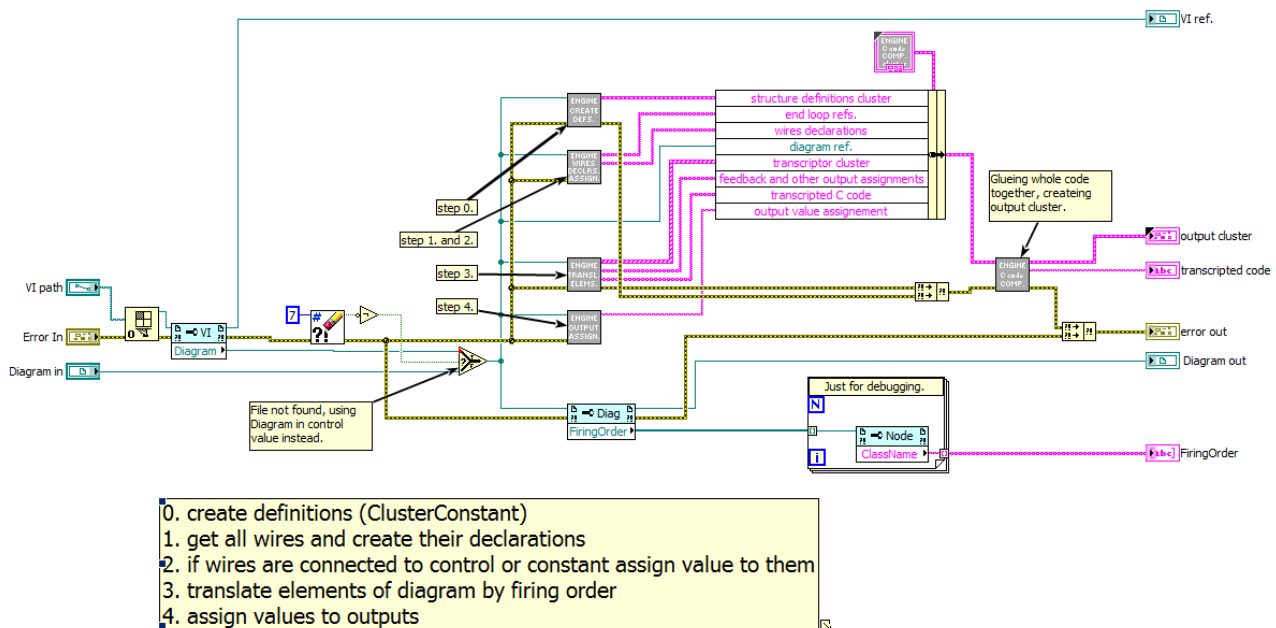 VI ref.
ENGINE
C code
COMP.
ENGINE
CREATE
DEFS.
structure definitions cluster
end loop refs.
wires declarations
diagram ref.
transcriptor cluster
feedback and other output assignments
transcripted C code
output value assignement
ENGINE
WIRES
DECLRS.
ASSIGN.
Glueing whole code
together, createing
output cluster.
step 0.
step 1. and 2.
output cluster
step 3.
ENGINE
TRANSL.
ELEMS.
ENGINE
C code
COMP.
abc
transcripted code
VI path
step 4.
ENGINE
OUTPUT
ASSIGN.
7
#
?!
VI
Diagram
Error In
error out
Diagram in
Diagram out
File not found, using
Diagram in control
value instead.
Just for debugging.
N
Diag
FiringOrder
Node
ClassName
i
abc
FiringOrder
0. create definitions (ClusterConstant)
1. get all wires and create their declarations
2. if wires are connected to control or constant assign value to them
3. translate elements of diagram by firing order
4. assign values to outputs